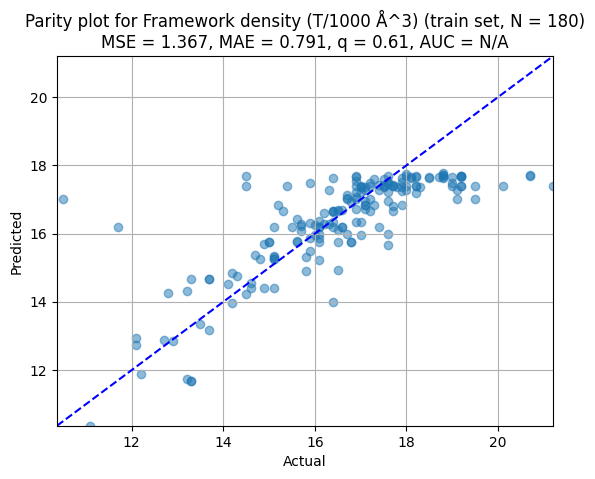 Parity plot for Framework density (T/1000 Å^3) (train set, N = 180)
MSE = 1.367, MAE = 0.791, q = 0.61, AUC = N/A
Predicted
20
18
16
14
12
12 14 16 18 20
Actual